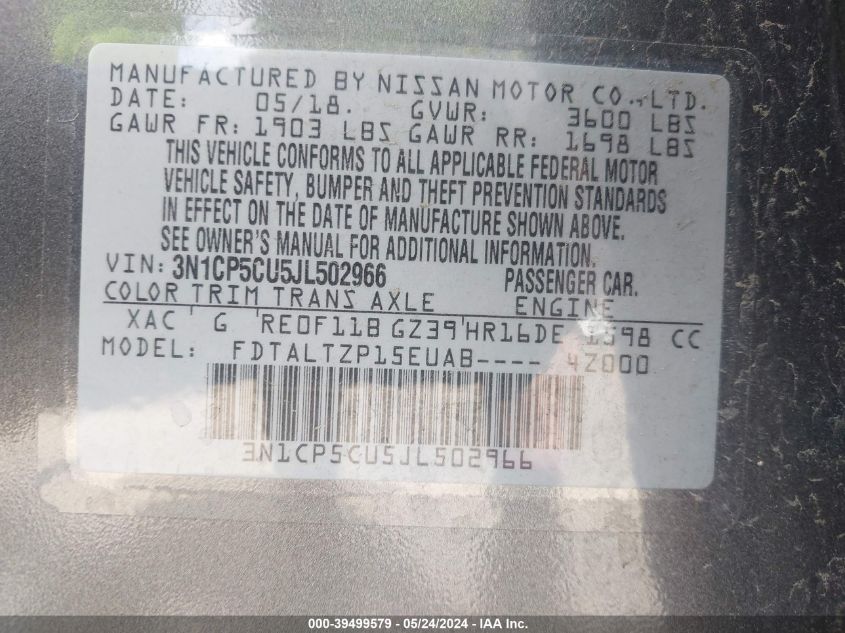 MANUFACTURED BY NISSAN MOTOR CO., LTD.
DATE: 05/18. GVWR: 3600 LBS
GAWR FR: 1903 LBS GAWR RR: 1698 LBS
THIS VEHICLE CONFORMS TO ALL APPLICABLE FEDERAL MOTOR
VEHICLE SAFETY, BUMPER AND THEFT PREVENTION STANDARDS
IN EFFECT ON THE DATE OF MANUFACTURE SHOWN ABOVE.
SEE OWNER'S MANUAL FOR ADDITIONAL INFORMATION.
VIN: 3N1CP5CU5JL502966 PASSENGER CAR.
COLOR TRIM TRANS AXLE ENGINE
XAC G RE0F11B GZ39 HR16DE 1598 CC
MODEL: FDTALTZP15EUAB---- 4Z000
3N1CP5CU5JL502966
000-39499579 - 05/24/2024 - IAA Inc.